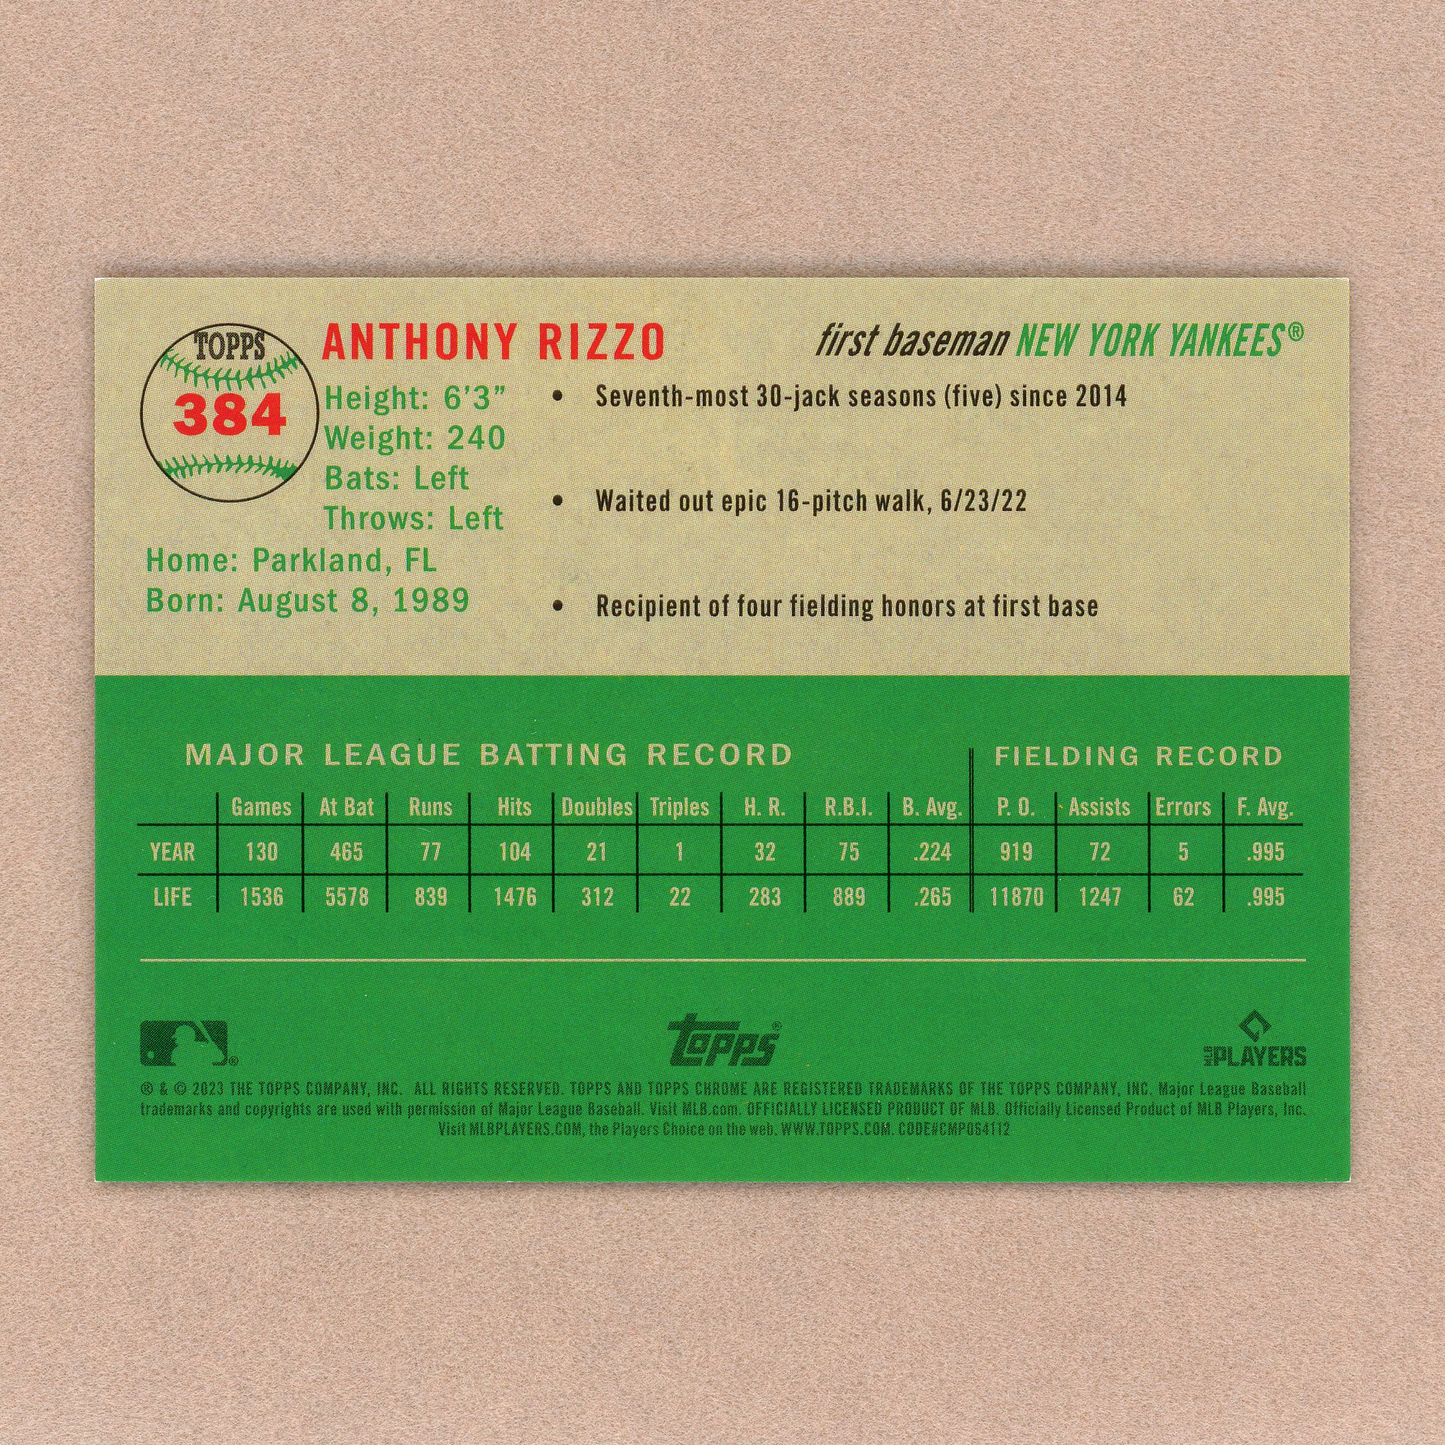 TOPPS
384
ANTHONY RIZZO
first baseman NEW YORK YANKEES®
Height: 6'3”
Weight: 240
Bats: Left
Throws: Left
Home: Parkland, FL
Born: August 8, 1989
• Seventh-most 30-jack seasons (five) since 2014
• Waited out epic 16-pitch walk, 6/23/22
• Recipient of four fielding honors at first base
MAJOR LEAGUE BATTING RECORD FIELDING RECORD
Games At Bat Runs Hits Doubles Triples H. R. R.B.I. B. Avg. P. O. Assists Errors F. Avg.
YEAR 130 465 77 104 21 1 32 75 .224 919 72 5 .995
LIFE 1536 5578 839 1476 312 22 283 889 .265 11870 1247 62 .995
®
Topps®
MLB PLAYERS
® & © 2023 THE TOPPS COMPANY, INC. ALL RIGHTS RESERVED. TOPPS AND TOPPS CHROME ARE REGISTERED TRADEMARKS OF THE TOPPS COMPANY, INC. Major League Baseball
trademarks and copyrights are used with permission of Major League Baseball. Visit MLB.com. OFFICIALLY LICENSED PRODUCT OF MLB. Officially Licensed Product of MLB Players, Inc.
Visit MLBPLAYERS.COM, the Players Choice on the web. WWW.TOPPS.COM. CODE#CMP054112